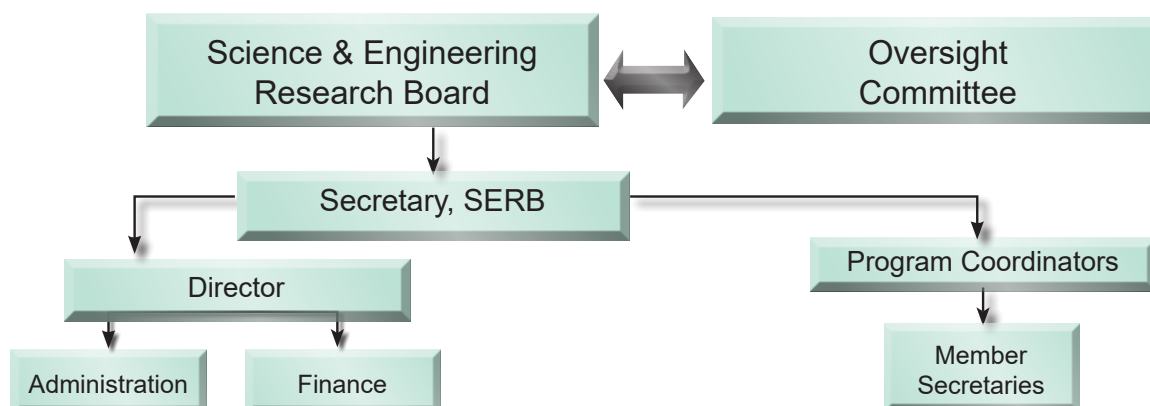 Science & Engineering
Research Board
Oversight
Committee
Secretary, SERB
Director
Program Coordinators
Administration
Finance
Member
Secretaries